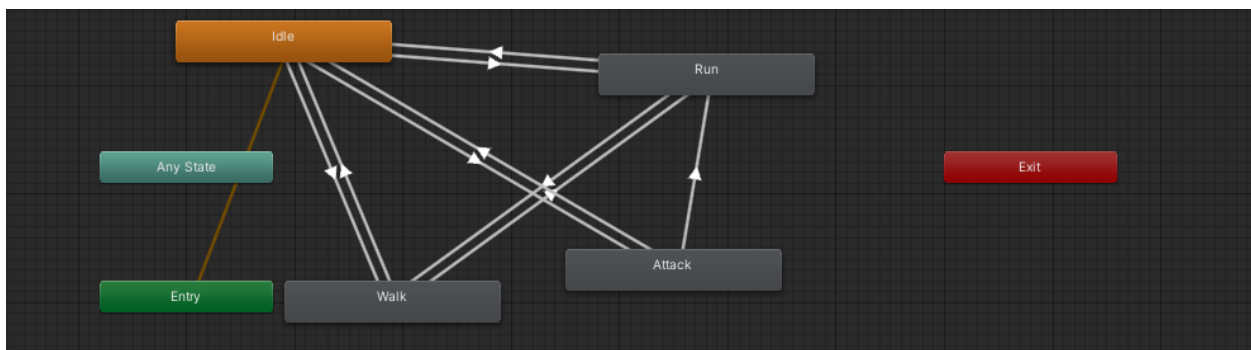 Idle
Run
Any State
Exit
Attack
Entry
Walk